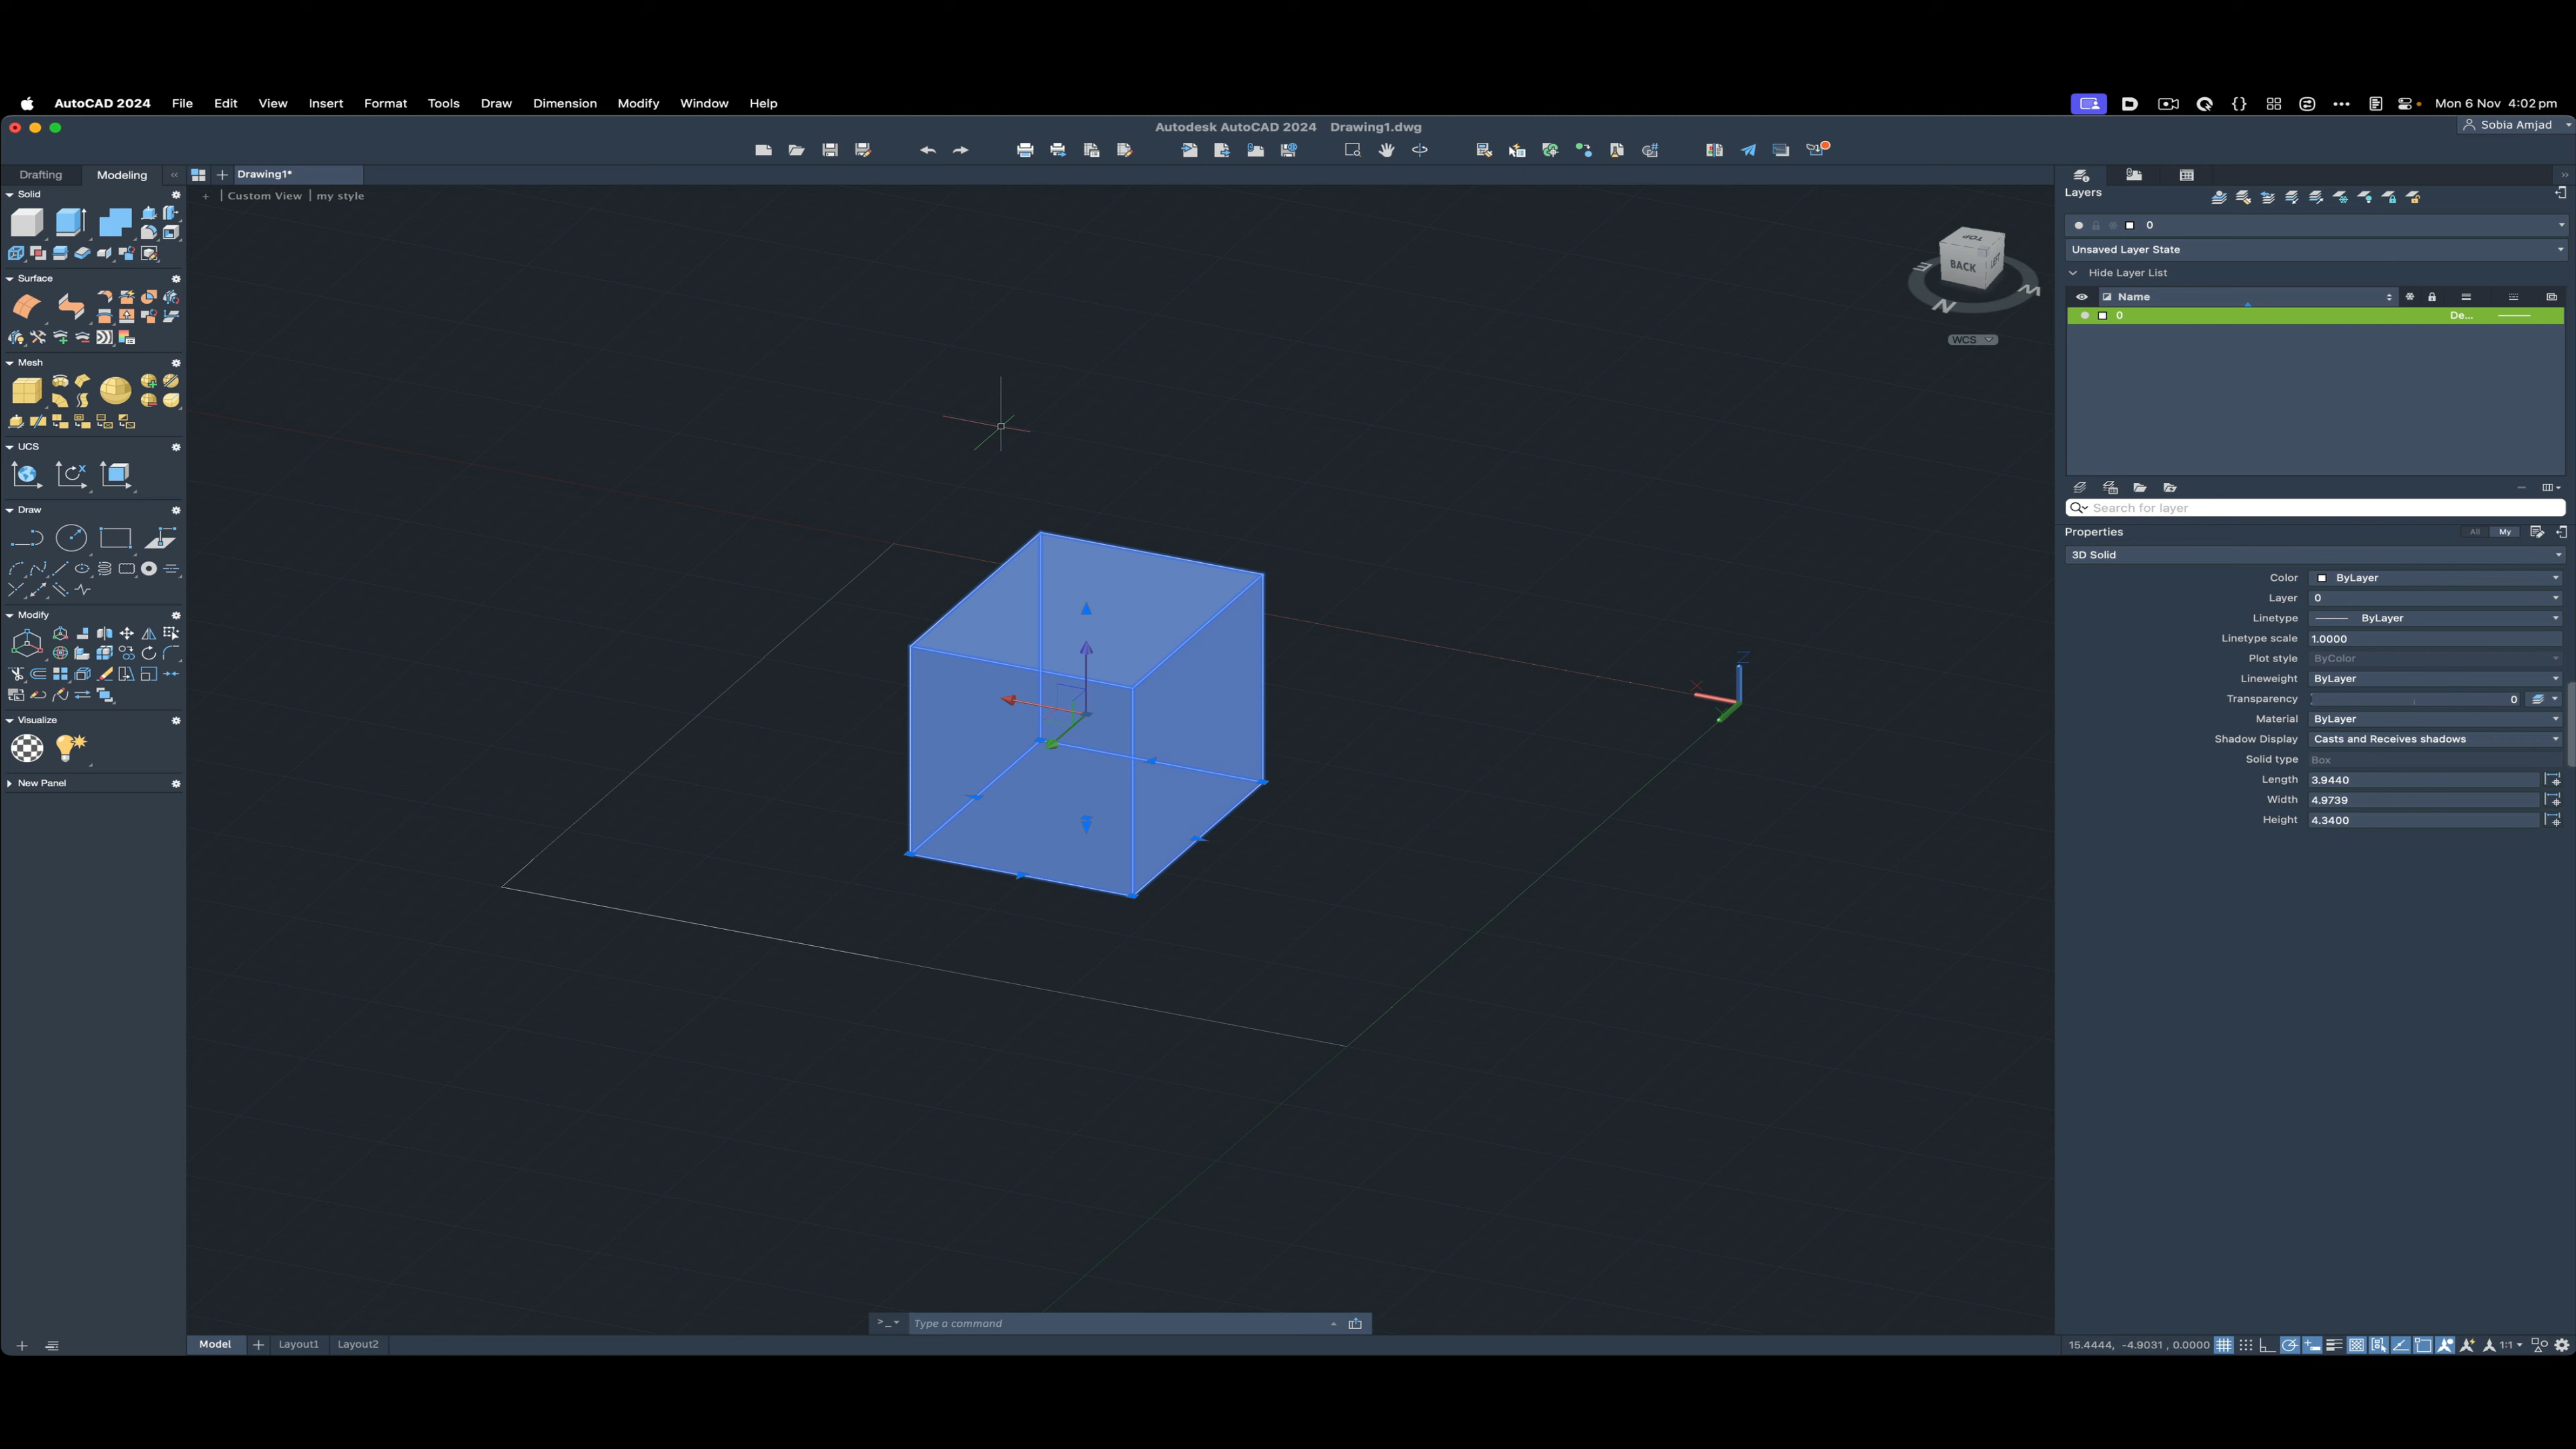 AutoCAD 2024 File Edit View Insert Format Tools Draw Dimension Modify Window Help Mon 6 Nov 4:02 pm
Autodesk AutoCAD 2024 Drawing1.dwg
Sobia Amjad
Drafting Modeling Drawing1*
+ | Custom View | my style
Solid
Surface
Mesh
UCS
Draw
Modify
Visualize
New Panel
TOP
BACK
LEFT
E
N
W
WCS
X
Z
Layers
0
Unsaved Layer State
Hide Layer List
Name
0 De...
Search for layer
Properties All My
3D Solid
Color ByLayer
Layer 0
Linetype ByLayer
Linetype scale 1.0000
Plot style ByColor
Lineweight ByLayer
Transparency 0
Material ByLayer
Shadow Display Casts and Receives shadows
Solid type Box
Length 3.9440
Width 4.9739
Height 4.3400
>_ Type a command
Model Layout1 Layout2
15.4444, -4.9031 , 0.0000 1:1